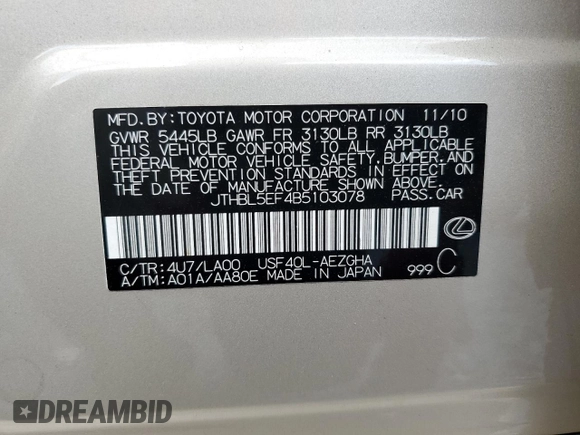 MFD. BY: TOYOTA MOTOR CORPORATION 11/10
GVWR 5445LB GAWR FR 3130LB RR 3130LB
THIS VEHICLE CONFORMS TO ALL APPLICABLE
FEDERAL MOTOR VEHICLE SAFETY, BUMPER, AND
THEFT PREVENTION STANDARDS IN EFFECT ON
THE DATE OF MANUFACTURE SHOWN ABOVE.
JTHBL5EF4B5103078 PASS. CAR
C/TR: 4U7/LA00 USF40L-AEZGHA
A/TM: A01A/AA80E MADE IN JAPAN 999 C
DREAMBID